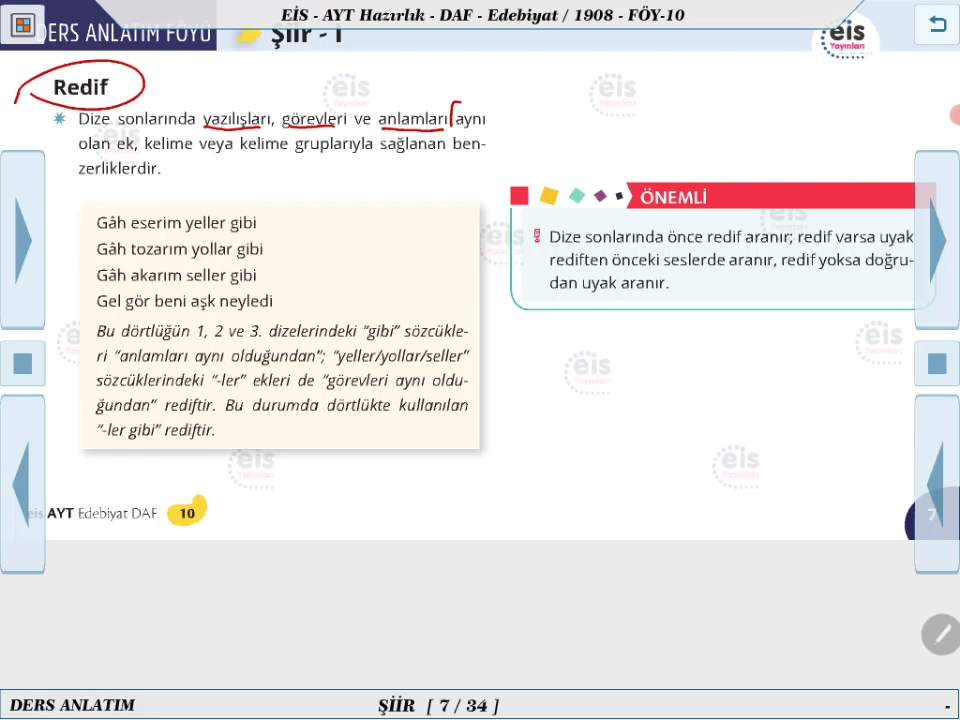 EİS - AYT Hazırlık - DAF - Edebiyat / 1908 - FÖY-10
DERS ANLATIM FÖYÜ
Şiir - I
eis
Yayınları
Redif
Dize sonlarında yazılışları, görevleri ve anlamları aynı
olan ek, kelime veya kelime gruplarıyla sağlanan ben-
zerliklerdir.
Gâh eserim yeller gibi
Gâh tozarım yollar gibi
Gâh akarım seller gibi
Gel gör beni aşk neyledi
Bu dörtlüğün 1, 2 ve 3. dizelerindeki “gibi” sözcükle-
ri “anlamları aynı olduğundan”; “yeller/yollar/seller”
sözcüklerindeki “-ler” ekleri de “görevleri aynı oldu-
ğundan” rediftir. Bu durumda dörtlükte kullanılan
“-ler gibi” rediftir.
ÖNEMLİ
Dize sonlarında önce redif aranır; redif varsa uyak
rediften önceki seslerde aranır, redif yoksa doğru-
dan uyak aranır.
eis AYT Edebiyat DAF 10
7
DERS ANLATIM
ŞİİR [ 7 / 34 ]
-